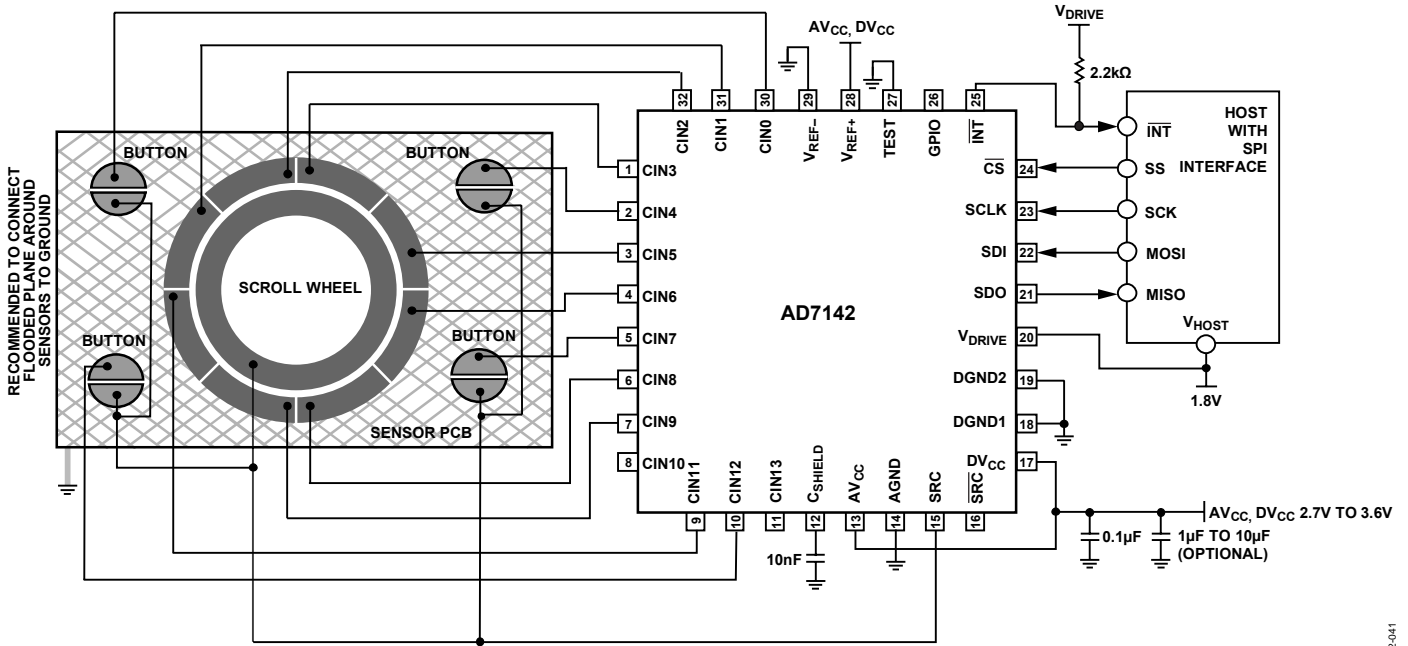 RECOMMENDED TO CONNECT
FLOODED PLANE AROUND
SENSORS TO GROUND
BUTTON
BUTTON
SCROLL WHEEL
BUTTON
BUTTON
SENSOR PCB
AVCC, DVCC
VDRIVE
2.2kΩ
32
31
30
29
28
27
26
25
CIN2
CIN1
CIN0
VREF−
VREF+
TEST
GPIO
INT
1 CIN3
2 CIN4
3 CIN5
4 CIN6
5 CIN7
6 CIN8
7 CIN9
8 CIN10
AD7142
CS 24
SCLK 23
SDI 22
SDO 21
VDRIVE 20
DGND2 19
DGND1 18
DVCC 17
CIN11
CIN12
CIN13
CSHIELD
AVCC
AGND
SRC
SRC
9
10
11
12
13
14
15
16
10nF
HOST
WITH
SPI
INTERFACE
INT
SS
SCK
MOSI
MISO
VHOST
1.8V
AVCC, DVCC 2.7V TO 3.6V
0.1µF
1µF TO 10µF
(OPTIONAL)
2-041